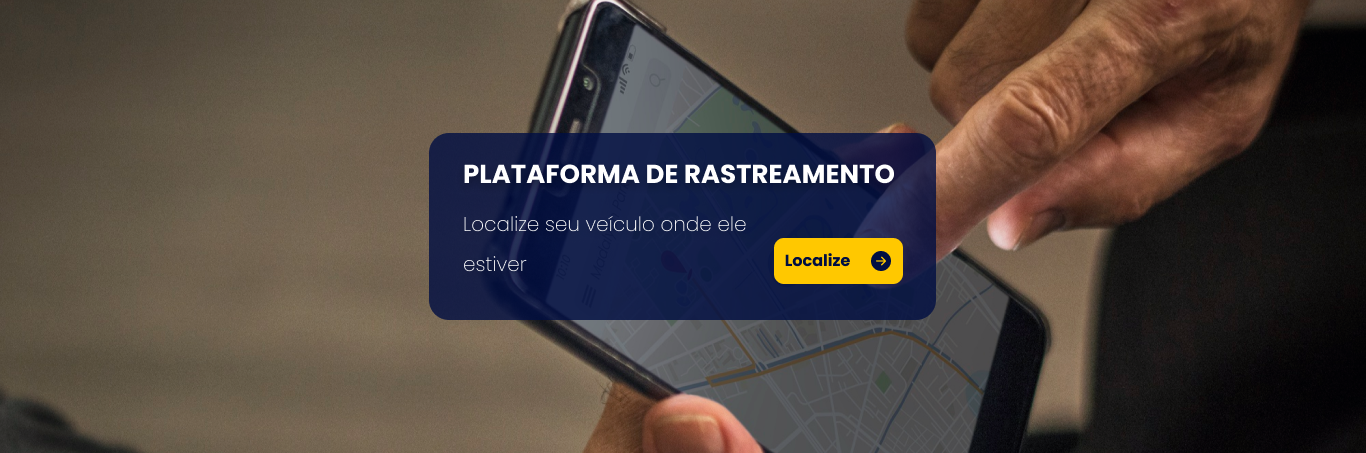 PLATAFORMA DE RASTREAMENTO
Localize seu veículo onde ele
estiver
Localize